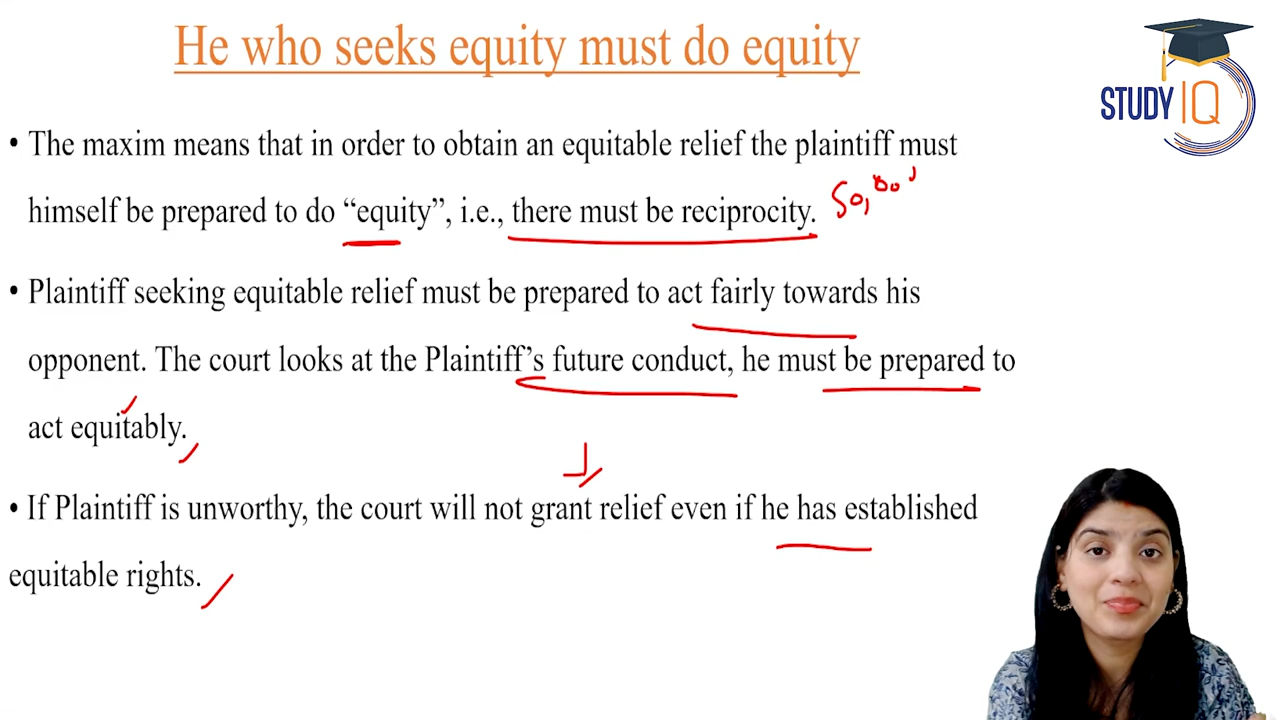 He who seeks equity must do equity
STUDY IQ
• The maxim means that in order to obtain an equitable relief the plaintiff must
himself be prepared to do “equity”, i.e., there must be reciprocity.
• Plaintiff seeking equitable relief must be prepared to act fairly towards his
opponent. The court looks at the Plaintiff’s future conduct, he must be prepared to
act equitably.
• If Plaintiff is unworthy, the court will not grant relief even if he has established
equitable rights.